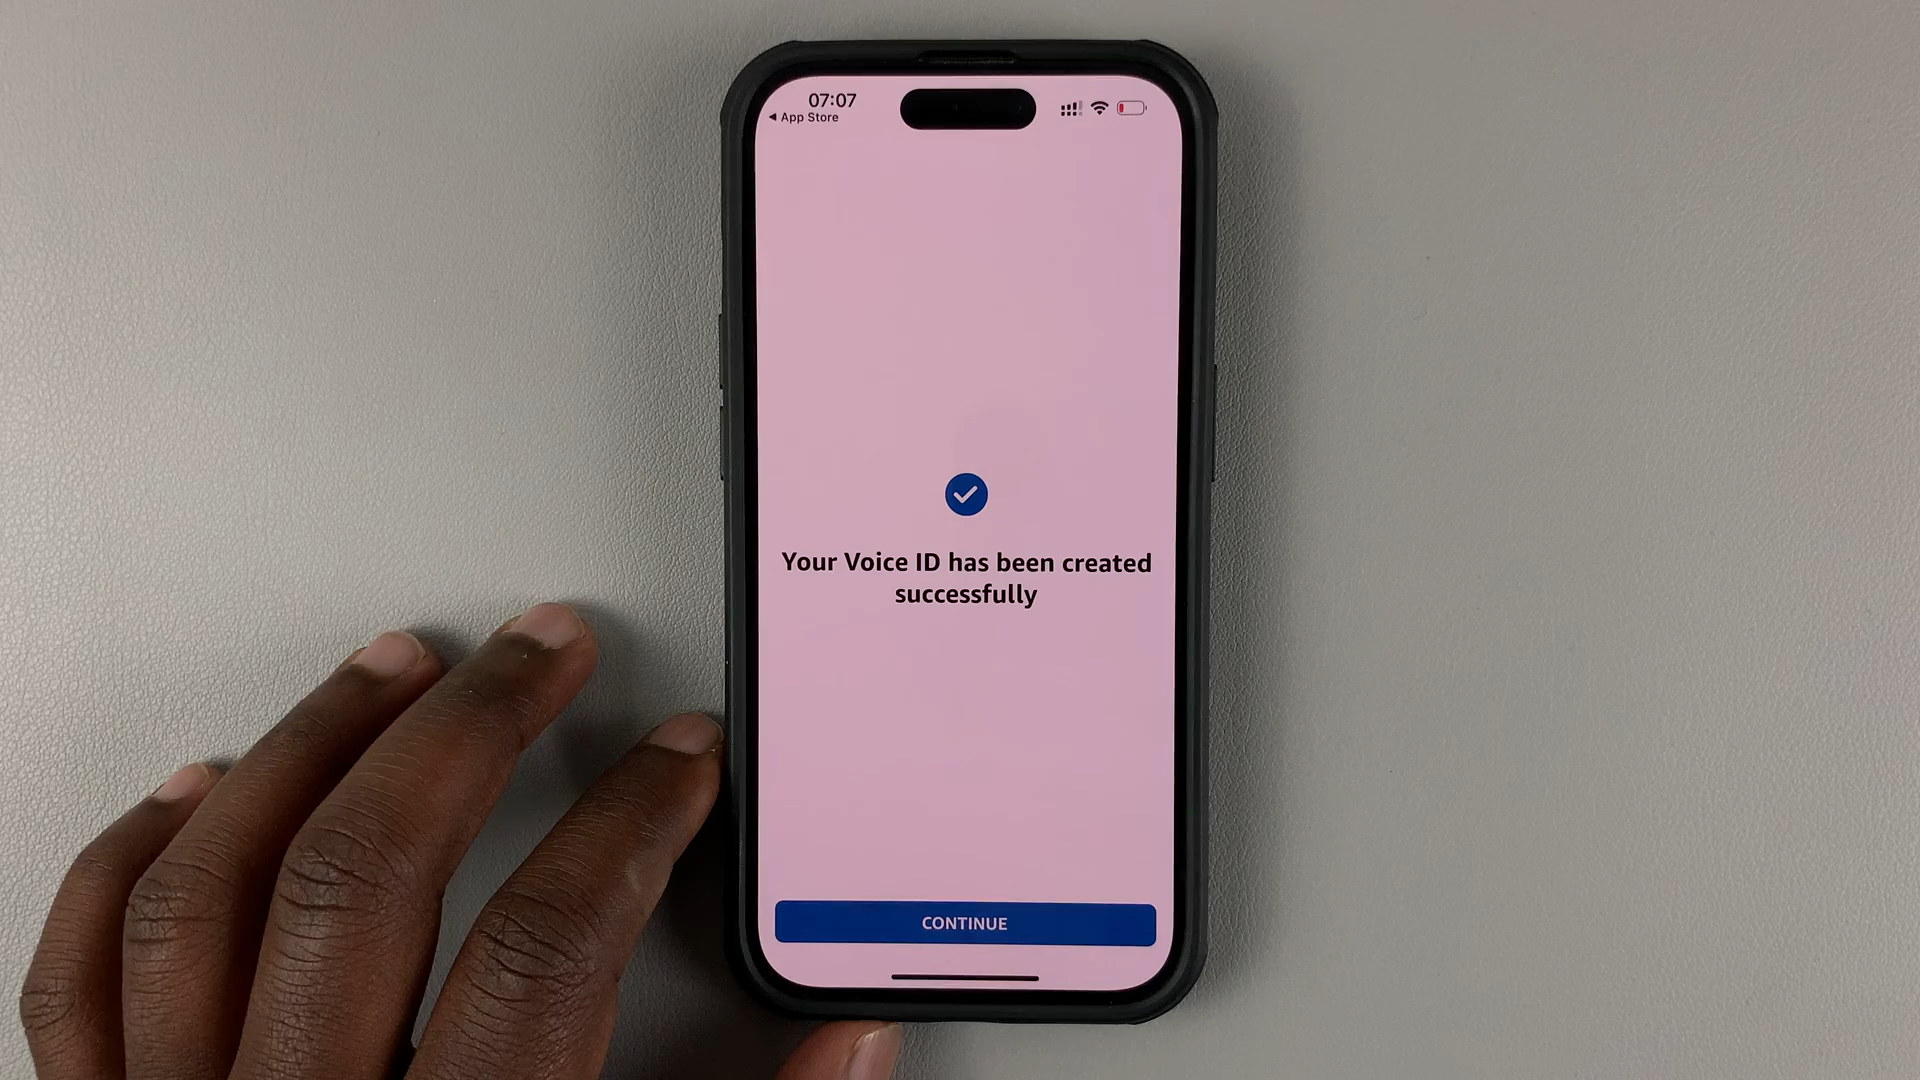 07:07
◀ App Store
Your Voice ID has been created
successfully
CONTINUE